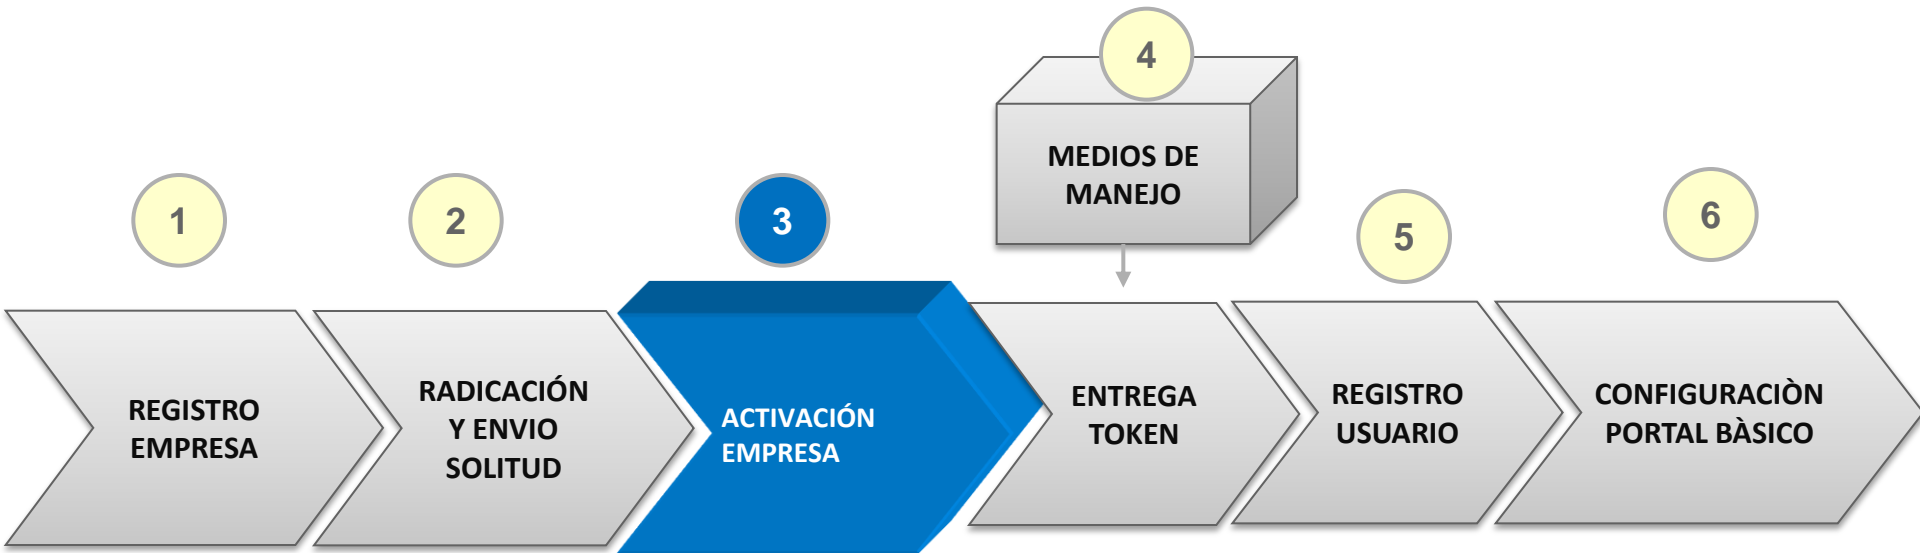 1
REGISTRO
EMPRESA
2
RADICACIÓN
Y ENVIO
SOLITUD
3
ACTIVACIÓN
EMPRESA
4
MEDIOS DE
MANEJO
ENTREGA
TOKEN
5
REGISTRO
USUARIO
6
CONFIGURACIÒN
PORTAL BÀSICO